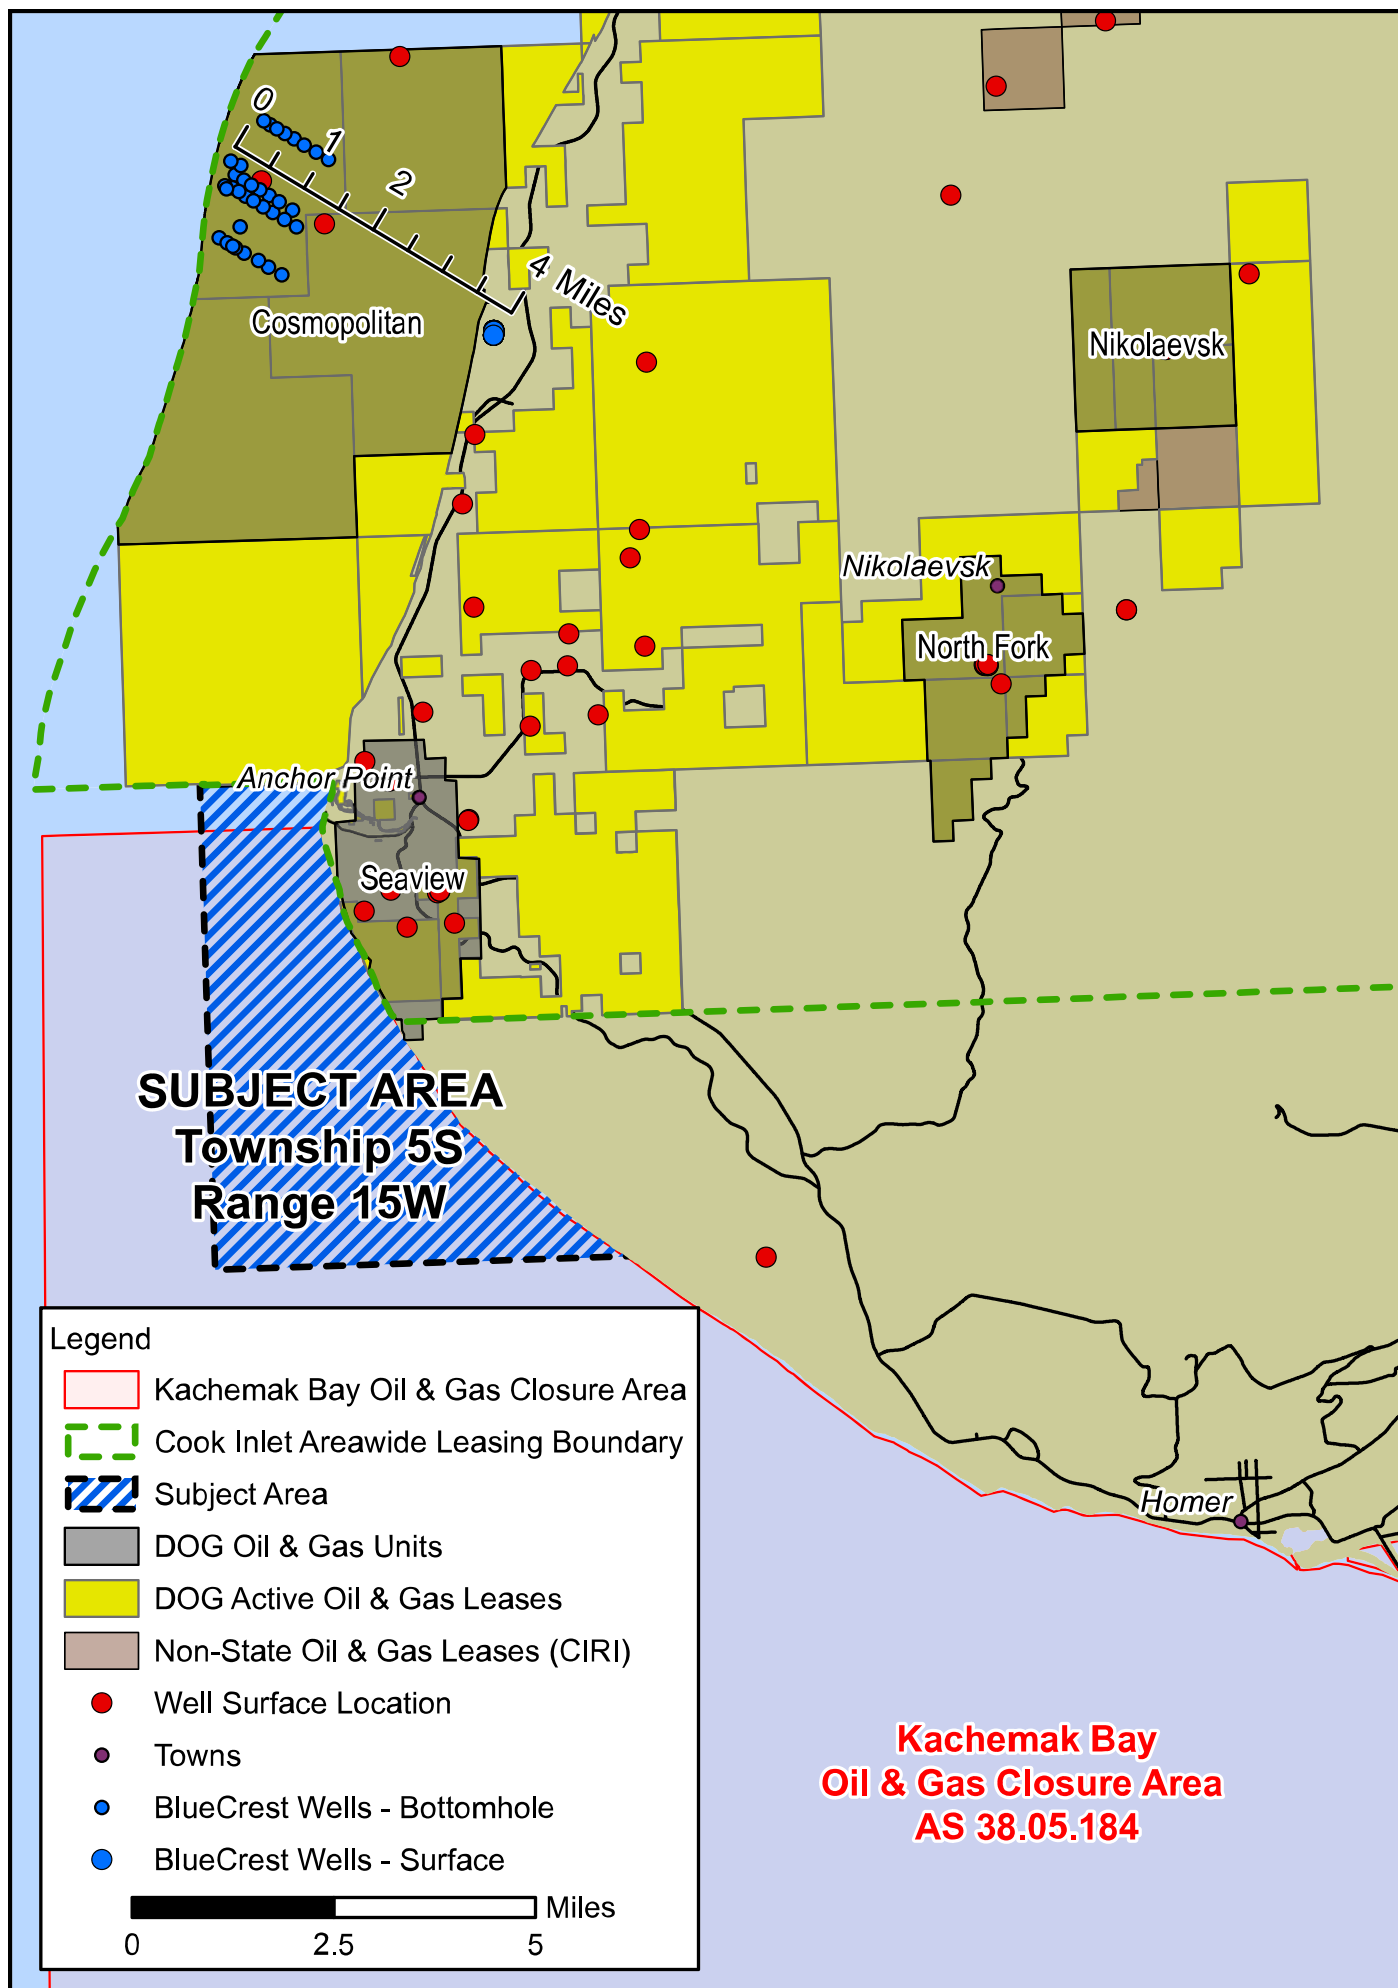 0
1
2
4 Miles
Cosmopolitan
Nikolaevsk
Nikolaevsk
North Fork
Anchor Point
Seaview
SUBJECT AREA
Township 5S
Range 15W
Homer
Legend
Kachemak Bay Oil & Gas Closure Area
Cook Inlet Areawide Leasing Boundary
Subject Area
DOG Oil & Gas Units
DOG Active Oil & Gas Leases
Non-State Oil & Gas Leases (CIRI)
Well Surface Location
Towns
BlueCrest Wells - Bottomhole
BlueCrest Wells - Surface
Miles
0 2.5 5
Kachemak Bay
Oil & Gas Closure Area
AS 38.05.184